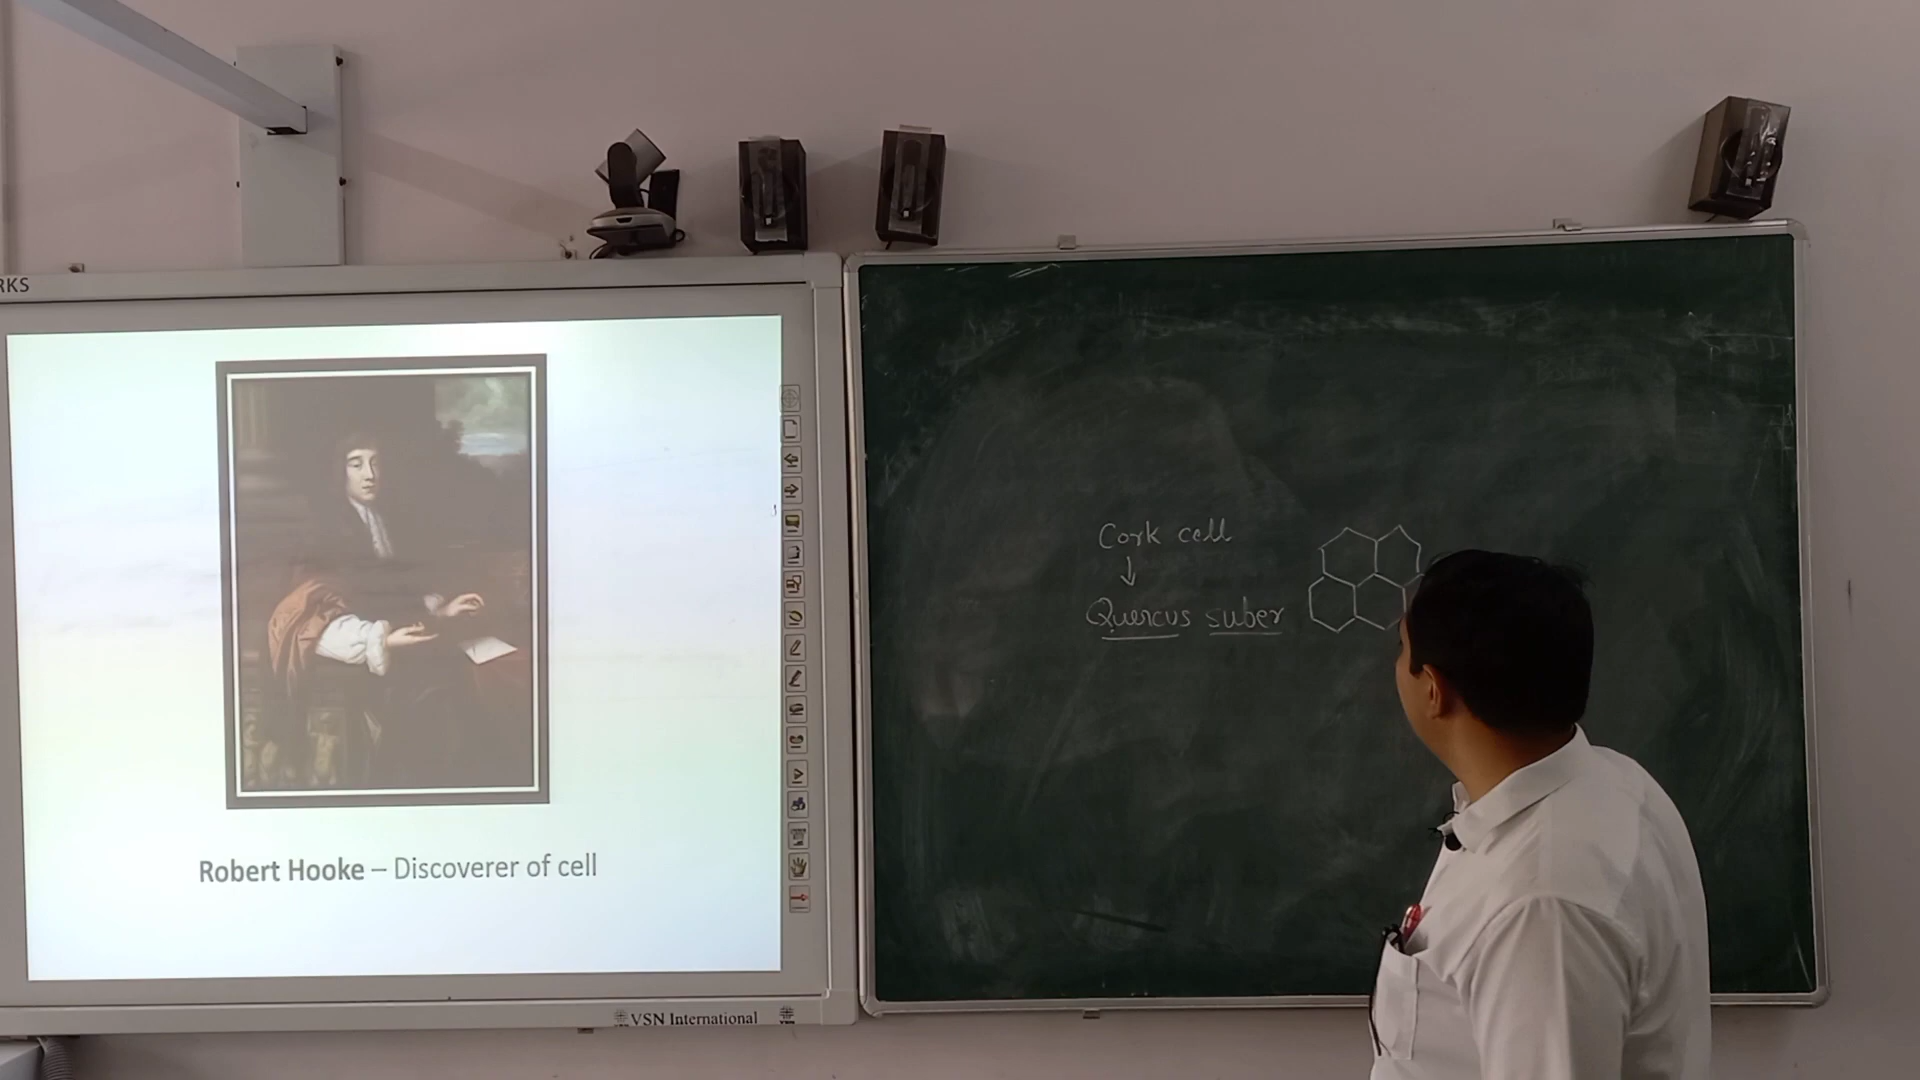 RKS
Robert Hooke – Discoverer of cell
VSN International
Cork cell
↓
Quercus suber